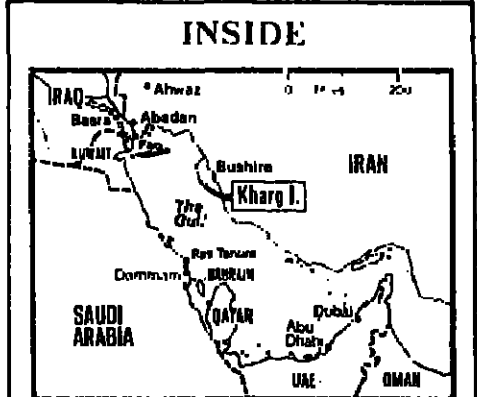 INSIDE
Ahwaz
0 200
IRAQ
Basra
Abadan
Fao
KUWAIT
Bushire
IRAN
Kharg I.
The
Gulf
Ras Tanura
Dammam
BAHRAIN
SAUDI
ARABIA
QATAR
Dubai
Abu
Dhabi
UAE
OMAN